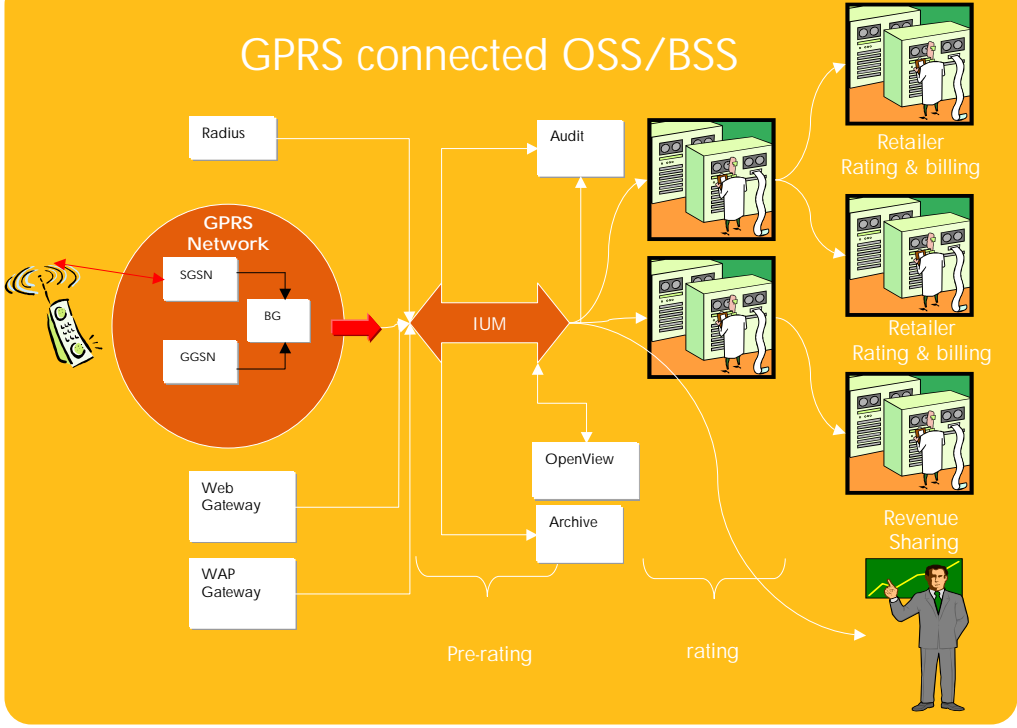 GPRS connected OSS/BSS
Radius
Audit
Retailer
Rating & billing
GPRS
Network
SGSN
BG
GGSN
IUM
Retailer
Rating & billing
OpenView
Web
Gateway
Archive
Revenue
Sharing
WAP
Gateway
Pre-rating
rating